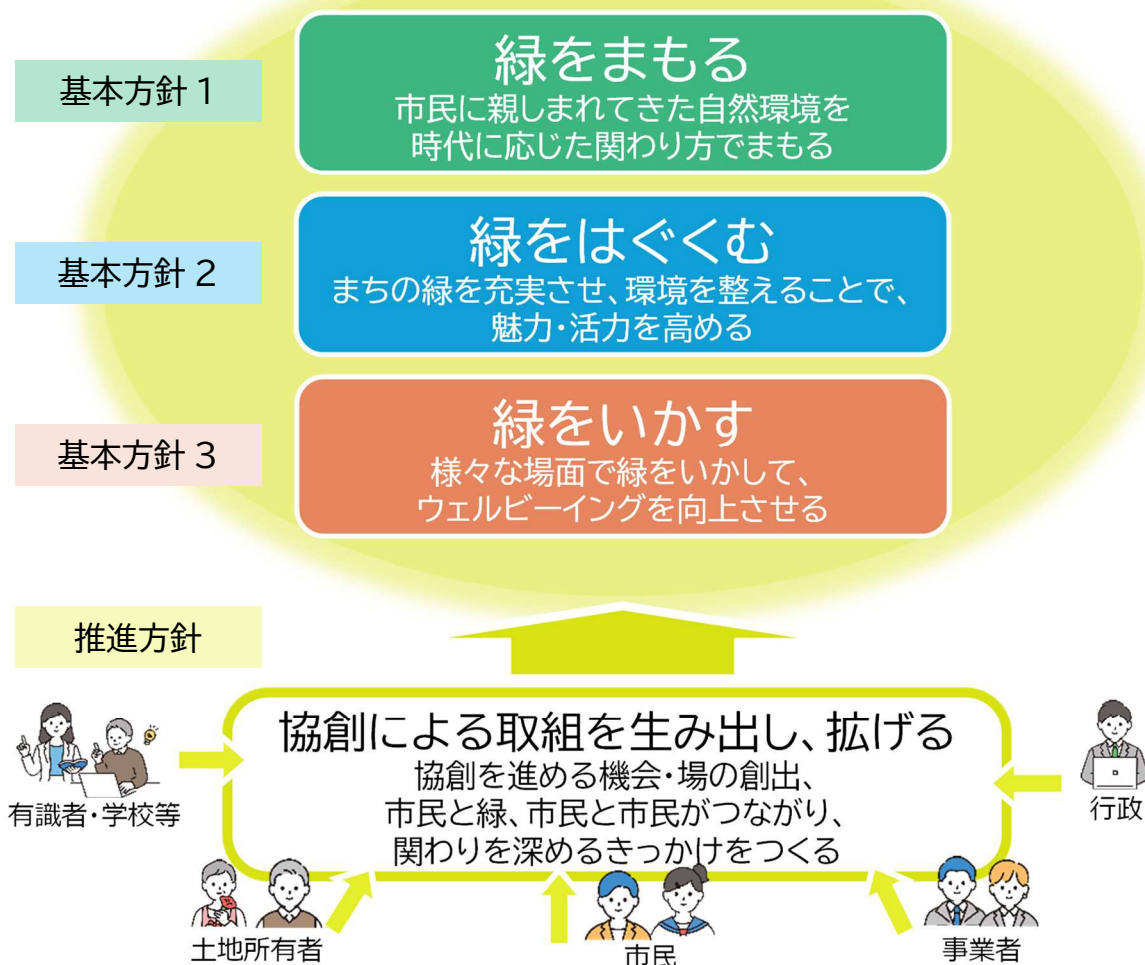 基本方針 1
緑をまもる
市民に親しまれてきた自然環境を
時代に応じた関わり方でまもる
基本方針 2
緑をはぐくむ
まちの緑を充実させ、環境を整えることで、
魅力・活力を高める
基本方針 3
緑をいかす
様々な場面で緑をいかして、
ウェルビーイングを向上させる
推進方針
協創による取組を生み出し、拡げる
協創を進める機会・場の創出、
市民と緑、市民と市民がつながり、
関わりを深めるきっかけをつくる
有識者・学校等
行政
土地所有者
市民
事業者